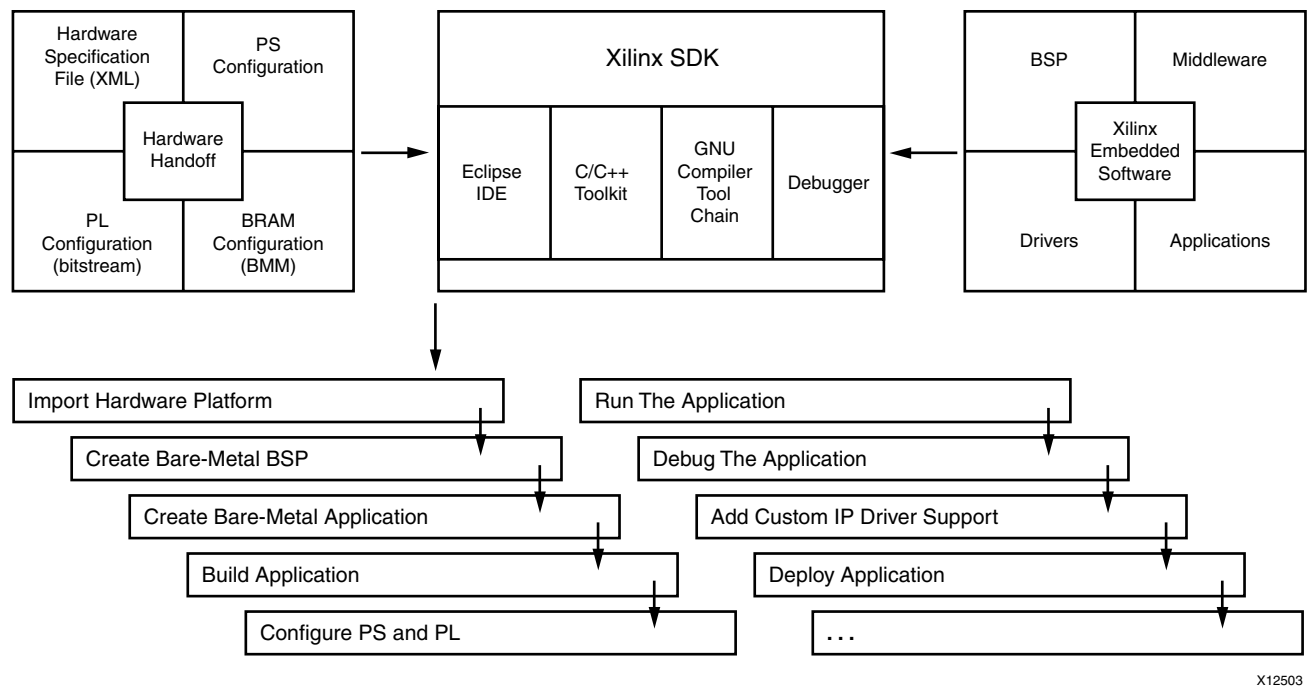 Hardware
Specification
File (XML)
PS
Configuration
Hardware
Handoff
PL
Configuration
(bitstream)
BRAM
Configuration
(BMM)
Xilinx SDK
Eclipse
IDE
C/C++
Toolkit
GNU
Compiler
Tool
Chain
Debugger
BSP
Middleware
Xilinx
Embedded
Software
Drivers
Applications
Import Hardware Platform
Create Bare-Metal BSP
Create Bare-Metal Application
Build Application
Configure PS and PL
Run The Application
Debug The Application
Add Custom IP Driver Support
Deploy Application
...
X12503